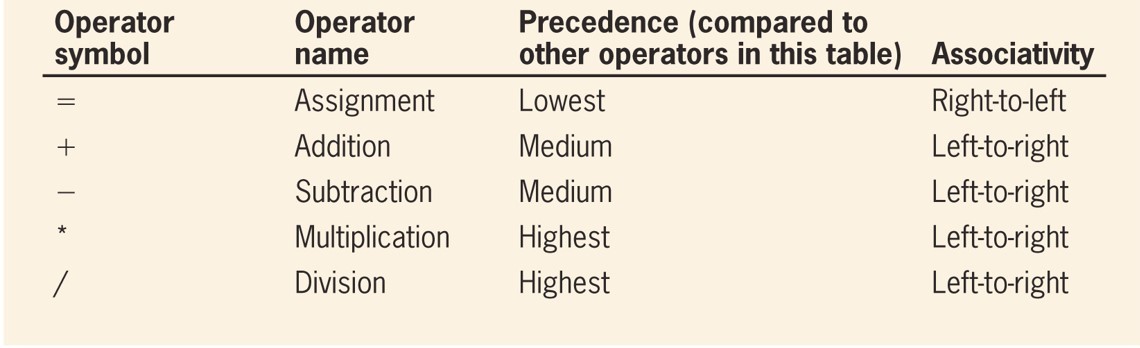 Operator symbol Operator name Precedence (compared to other operators in this table) Associativity
= Assignment Lowest Right-to-left
+ Addition Medium Left-to-right
− Subtraction Medium Left-to-right
* Multiplication Highest Left-to-right
/ Division Highest Left-to-right